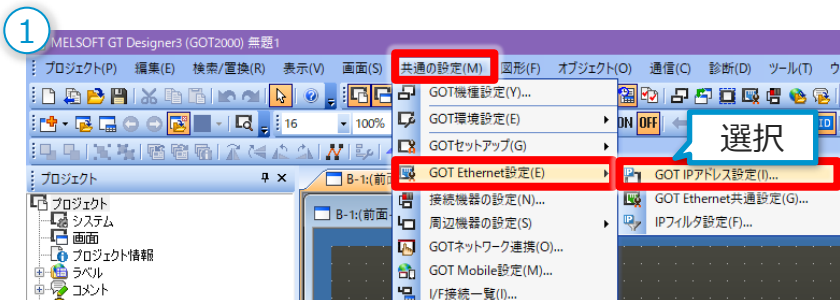 1
MELSOFT GT Designer3 (GOT2000) 無題1
プロジェクト(P) 編集(E) 検索/置換(R) 表示(V) 画面(S) 共通の設定(M) 図形(F) オブジェクト(O) 通信(C) 診断(D) ツール(T) ウ
GOT機種設定(Y)...
16 100% GOT環境設定(E) ON OFF ID
選択
GOTセットアップ(G)
プロジェクト B-1:(前面 GOT Ethernet設定(E) GOT IPアドレス設定(I)...
プロジェクト 接続機器の設定(N)... GOT Ethernet共通設定(G)...
システム B-1:(前面 周辺機器の設定(S) IPフィルタ設定(F)...
画面
プロジェクト情報 GOTネットワーク連携(O)...
ラベル GOT Mobile設定(M)...
コメント I/F接続一覧(I)...